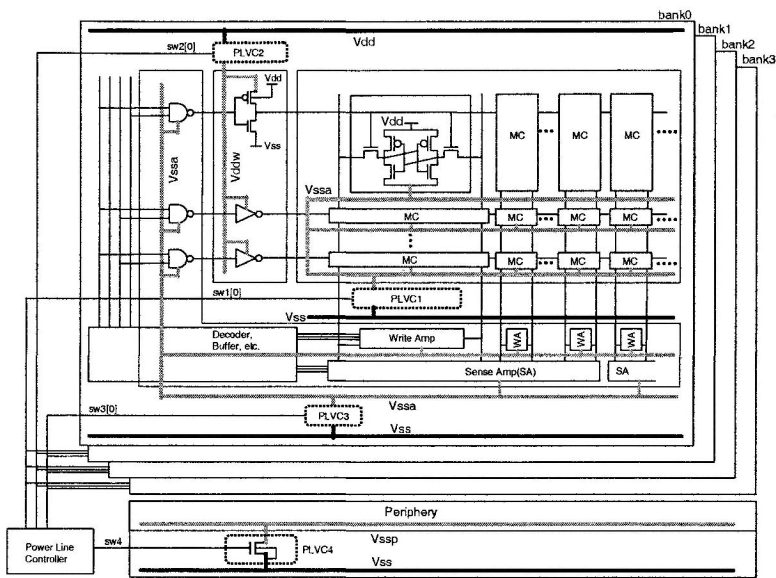 bank0
bank1
bank2
bank3
sw2[0]
PLVC2
Vdd
Vdd
Vss
Vssa
Vddw
Vdd
MC
MC
MC
Vssa
MC
MC
MC
MC
MC
MC
MC
MC
sw1[0]
PLVC1
Vss
Decoder,
Buffer, etc.
Write Amp
WA
WA
WA
Sense Amp(SA)
SA
Vssa
sw3[0]
PLVC3
Vss
Periphery
Power Line
Controller
sw4
Vssp
PLVC4
Vss